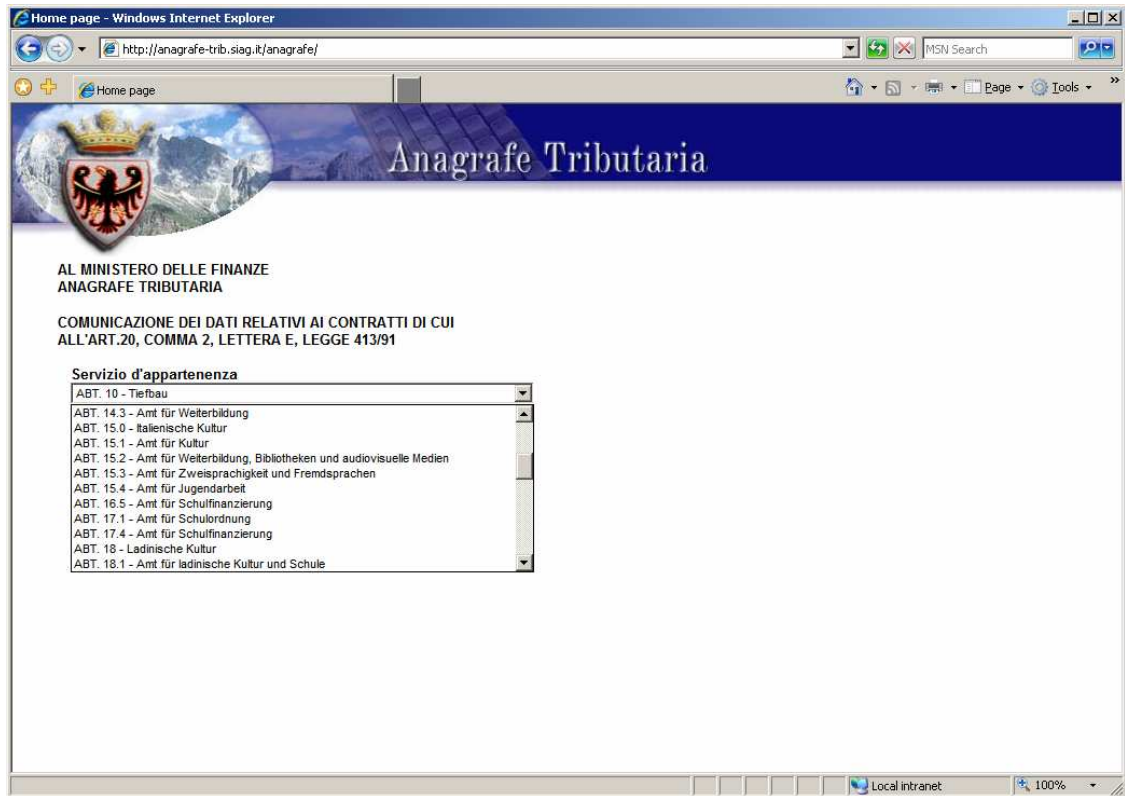 Home page - Windows Internet Explorer
http://anagrafe-trib.siag.it/anagrafe/
MSN Search
Home page
Page
Tools
»
Anagrafe Tributaria
AL MINISTERO DELLE FINANZE
ANAGRAFE TRIBUTARIA
COMUNICAZIONE DEI DATI RELATIVI AI CONTRATTI DI CUI
ALL'ART.20, COMMA 2, LETTERA E, LEGGE 413/91
Servizio d'appartenenza
ABT. 10 - Tiefbau
ABT. 14.3 - Amt für Weiterbildung
ABT. 15.0 - Italienische Kultur
ABT. 15.1 - Amt für Kultur
ABT. 15.2 - Amt für Weiterbildung, Bibliotheken und audiovisuelle Medien
ABT. 15.3 - Amt für Zweisprachigkeit und Fremdsprachen
ABT. 15.4 - Amt für Jugendarbeit
ABT. 16.5 - Amt für Schulfinanzierung
ABT. 17.1 - Amt für Schulordnung
ABT. 17.4 - Amt für Schulfinanzierung
ABT. 18 - Ladinische Kultur
ABT. 18.1 - Amt für ladinische Kultur und Schule
Local intranet
100%